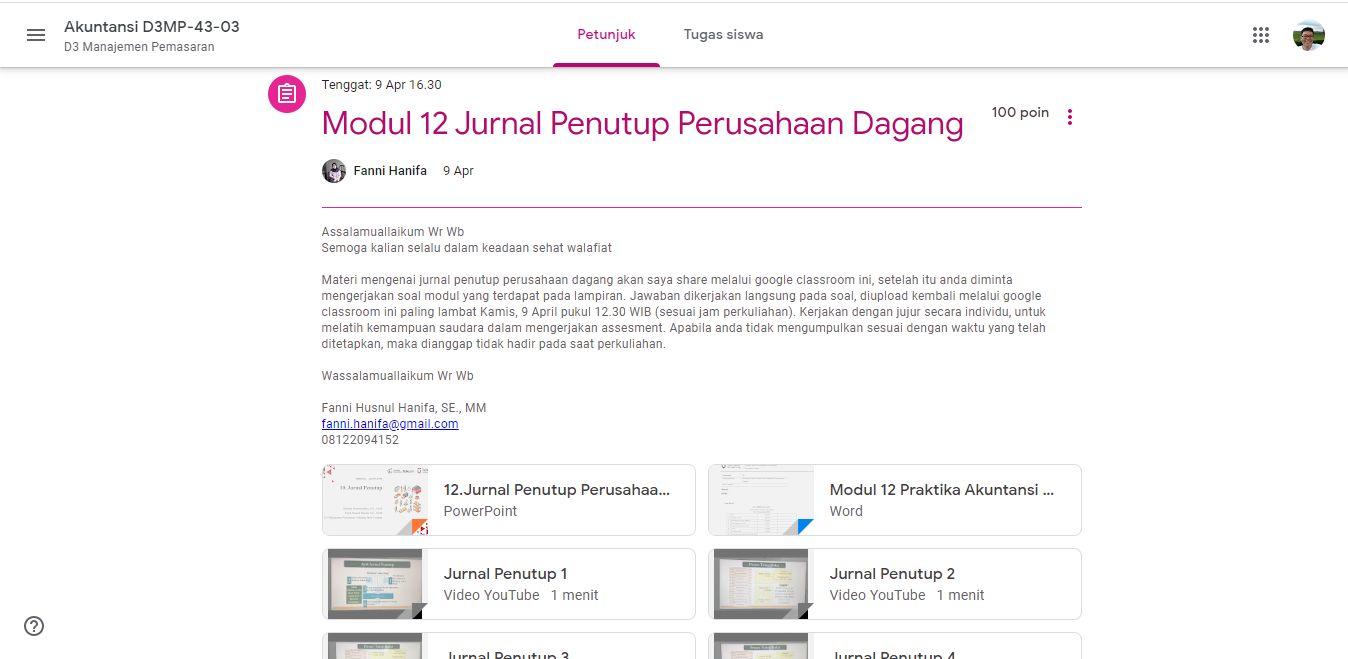 Akuntansi D3MP-43-03
D3 Manajemen Pemasaran
Petunjuk
Tugas siswa
Tenggat: 9 Apr 16.30
Modul 12 Jurnal Penutup Perusahaan Dagang
100 poin
Fanni Hanifa 9 Apr
Assalamuallaikum Wr Wb
Semoga kalian selalu dalam keadaan sehat walafiat
Materi mengenai jurnal penutup perusahaan dagang akan saya share melalui google classroom ini, setelah itu anda diminta
mengerjakan soal modul yang terdapat pada lampiran. Jawaban dikerjakan langsung pada soal, diupload kembali melalui google
classroom ini paling lambat Kamis, 9 April pukul 12.30 WIB (sesuai jam perkuliahan). Kerjakan dengan jujur secara individu, untuk
melatih kemampuan saudara dalam mengerjakan assesment. Apabila anda tidak mengumpulkan sesuai dengan waktu yang telah
ditetapkan, maka dianggap tidak hadir pada saat perkuliahan.
Wassalamuallaikum Wr Wb
Fanni Husnul Hanifa, SE., MM
fanni.hanifa@gmail.com
08122094152
12.Jurnal Penutup Perusahaa...
PowerPoint
Modul 12 Praktika Akuntansi ...
Word
Jurnal Penutup 1
Video YouTube 1 menit
Jurnal Penutup 2
Video YouTube 1 menit
Jurnal Penutup 3
Jurnal Penutup 4